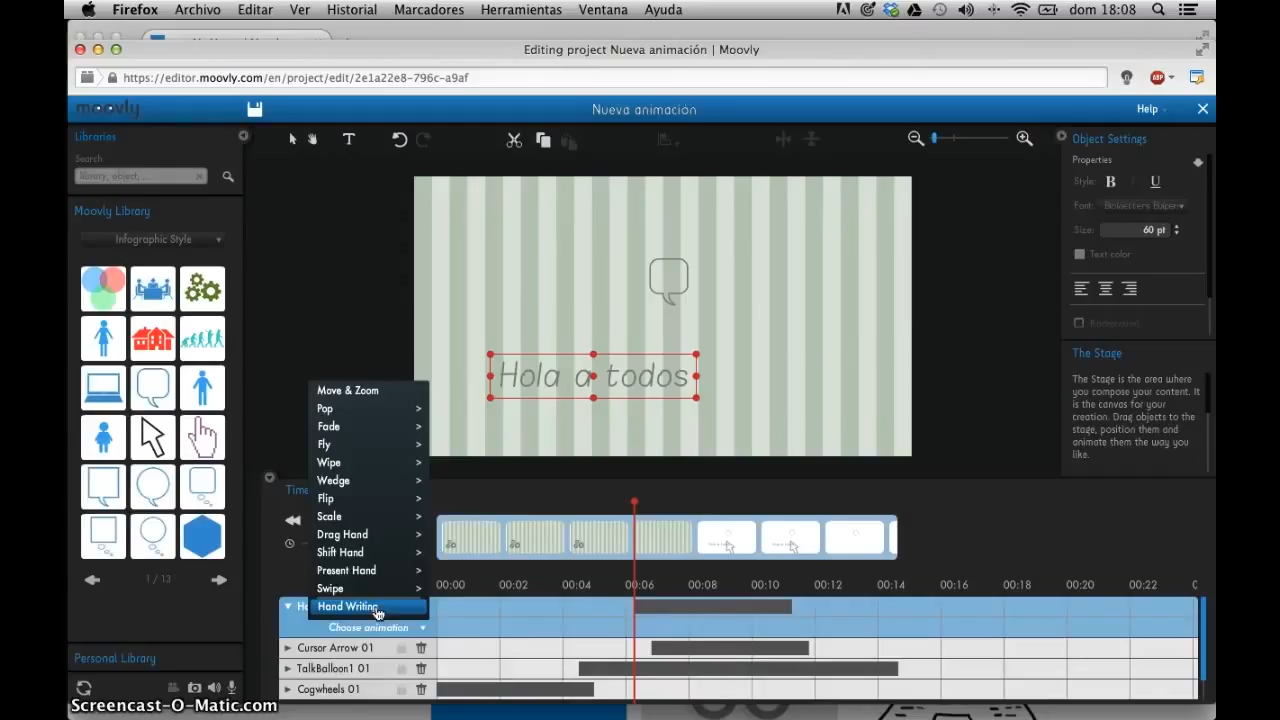 Firefox Archivo Editar Ver Historial Marcadores Herramientas Ventana Ayuda dom 18:08
Editing project Nueva animación | Moovly
https://editor.moovly.com/en/project/edit/2e1a22e8-796c-a9af
moovly Nueva animación Help
Libraries
Search
library, object, ...
Moovly Library
Infographic Style
1 / 13
Personal Library
T
Hola a todos
Object Settings
Properties
Style: B U
Font:
Size: 60 pt
Text color
Background
The Stage
The Stage is the area where
you compose your content. It
is the canvas for your
creation. Drag objects to the
stage, position them and
animate them the way you
like.
Move & Zoom
Pop >
Fade >
Fly >
Wipe >
Wedge >
Flip >
Scale >
Drag Hand >
Shift Hand >
Present Hand >
Swipe >
Hand Writing
00:00 00:02 00:04 00:06 00:08 00:10 00:12 00:14 00:16 00:18 00:20 00:22
Choose animation
Cursor Arrow 01
TalkBalloon1 01
Cogwheels 01
Screencast-O-Matic.com